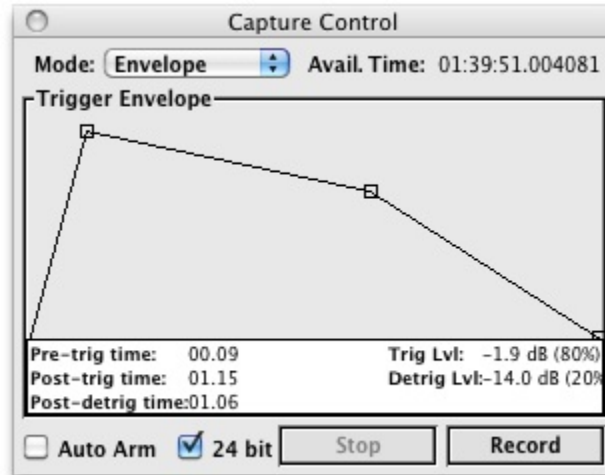 Capture Control
Mode: Envelope Avail. Time: 01:39:51.004081
Trigger Envelope
Pre-trig time: 00.09 Trig Lvl: -1.9 dB (80%)
Post-trig time: 01.15 Detrig Lvl:-14.0 dB (20%
Post-detrig time:01.06
Auto Arm 24 bit Stop Record